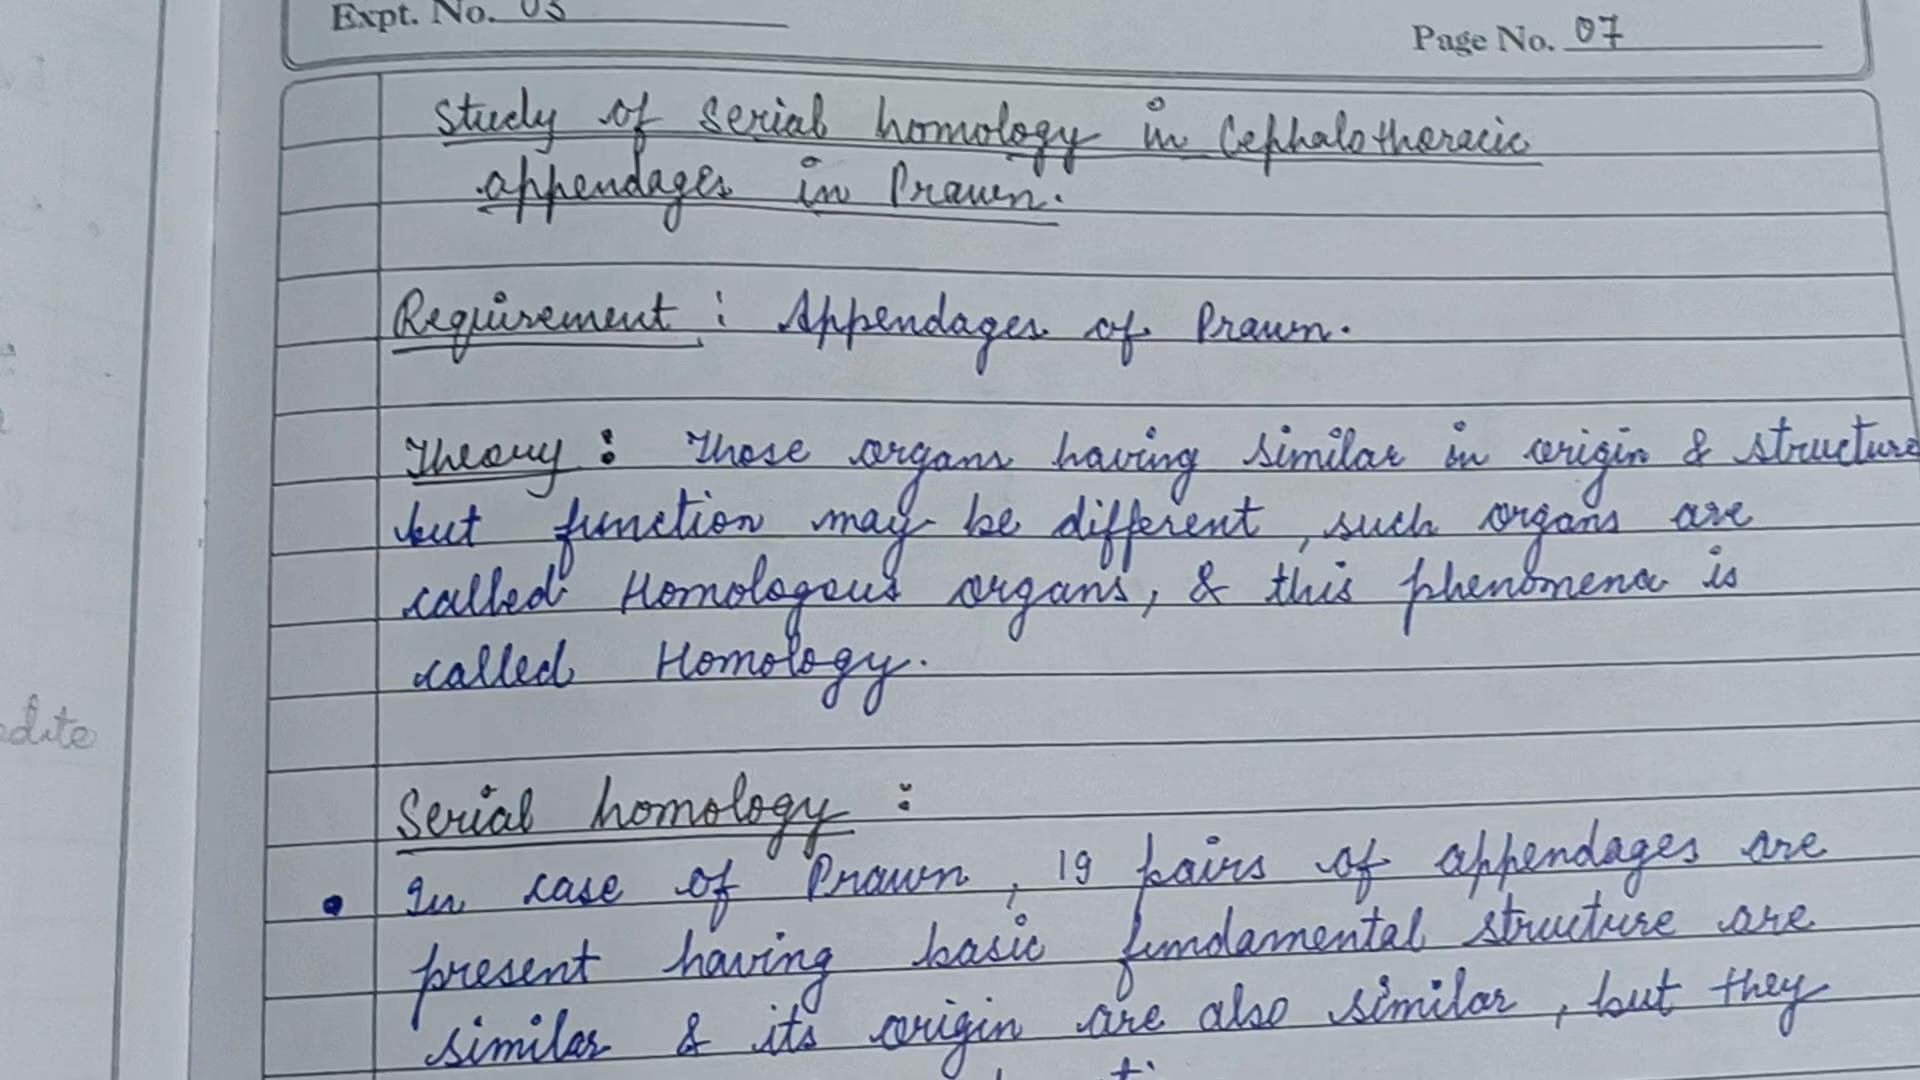 Expt. No. 03
Page No. 07
Study of serial homology in Cephalothoracic
appendages in Prawn.
Requirement : Appendages of Prawn.
Theory : Those organs having similar in origin & structure
but function may be different, such organs are
called Homologous organs, & this phenomena is
called Homology.
Serial homology :
• In case of Prawn, 19 pairs of appendages are
present having basic fundamental structure are
similar & its origin are also similar, but they